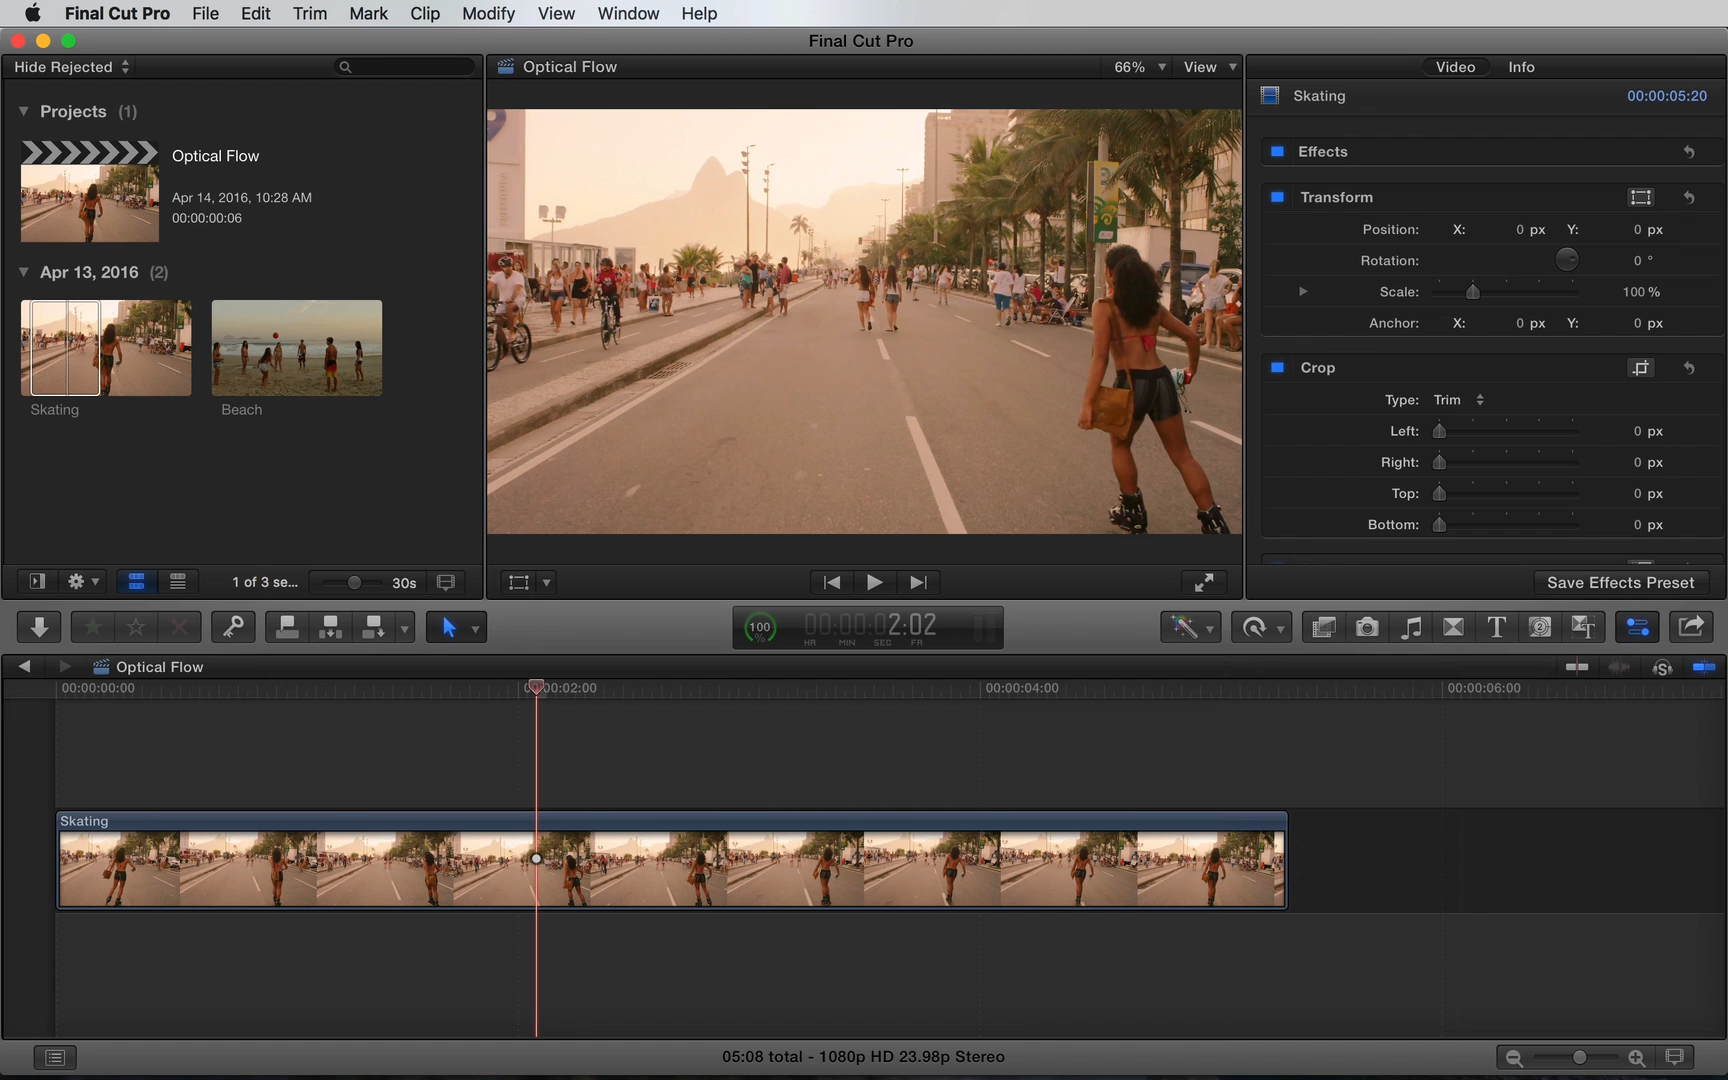 Final Cut Pro File Edit Trim Mark Clip Modify View Window Help
Final Cut Pro
Hide Rejected
Projects (1)
Optical Flow
Apr 14, 2016, 10:28 AM
00:00:00:06
Apr 13, 2016 (2)
Skating
Beach
1 of 3 se...
30s
Optical Flow
66%
View
Video
Info
Skating
00:00:05:20
Effects
Transform
Position: X: 0 px Y: 0 px
Rotation: 0 °
Scale: 100 %
Anchor: X: 0 px Y: 0 px
Crop
Type: Trim
Left: 0 px
Right: 0 px
Top: 0 px
Bottom: 0 px
Save Effects Preset
100 %
00:00:02:02
HR MIN SEC FR
Optical Flow
00:00:00:00
00:00:02:00
00:00:04:00
00:00:06:00
Skating
05:08 total - 1080p HD 23.98p Stereo